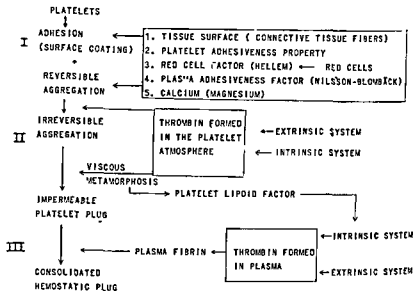 PLATELETS
I
ADHESION
(SURFACE COATING)
+
REVERSIBLE
AGGREGATION
1. TISSUE SURFACE ( CONNECTIVE TISSUE FIBERS)
2. PLATELET ADHESIVENESS PROPERTY
3. RED CELL FACTOR (HELLEM) RED CELLS
4. PLASMA ADHESIVENESS FACTOR (NILSSON-BLOMBÄCK)
5. CALCIUM (MAGNESIUM)
II
IRREVERSIBLE
AGGREGATION
THROMBIN FORMED
IN THE PLATELET
ATMOSPHERE
EXTRINSIC SYSTEM
INTRINSIC SYSTEM
VISCOUS
METAMORPHOSIS
PLATELET LIPOID FACTOR
IMPERMEABLE
PLATELET PLUG
III
PLASMA FIBRIN
THROMBIN FORMED
IN PLASMA
INTRINSIC SYSTEM
EXTRINSIC SYSTEM
CONSOLIDATED
HEMOSTATIC PLUG